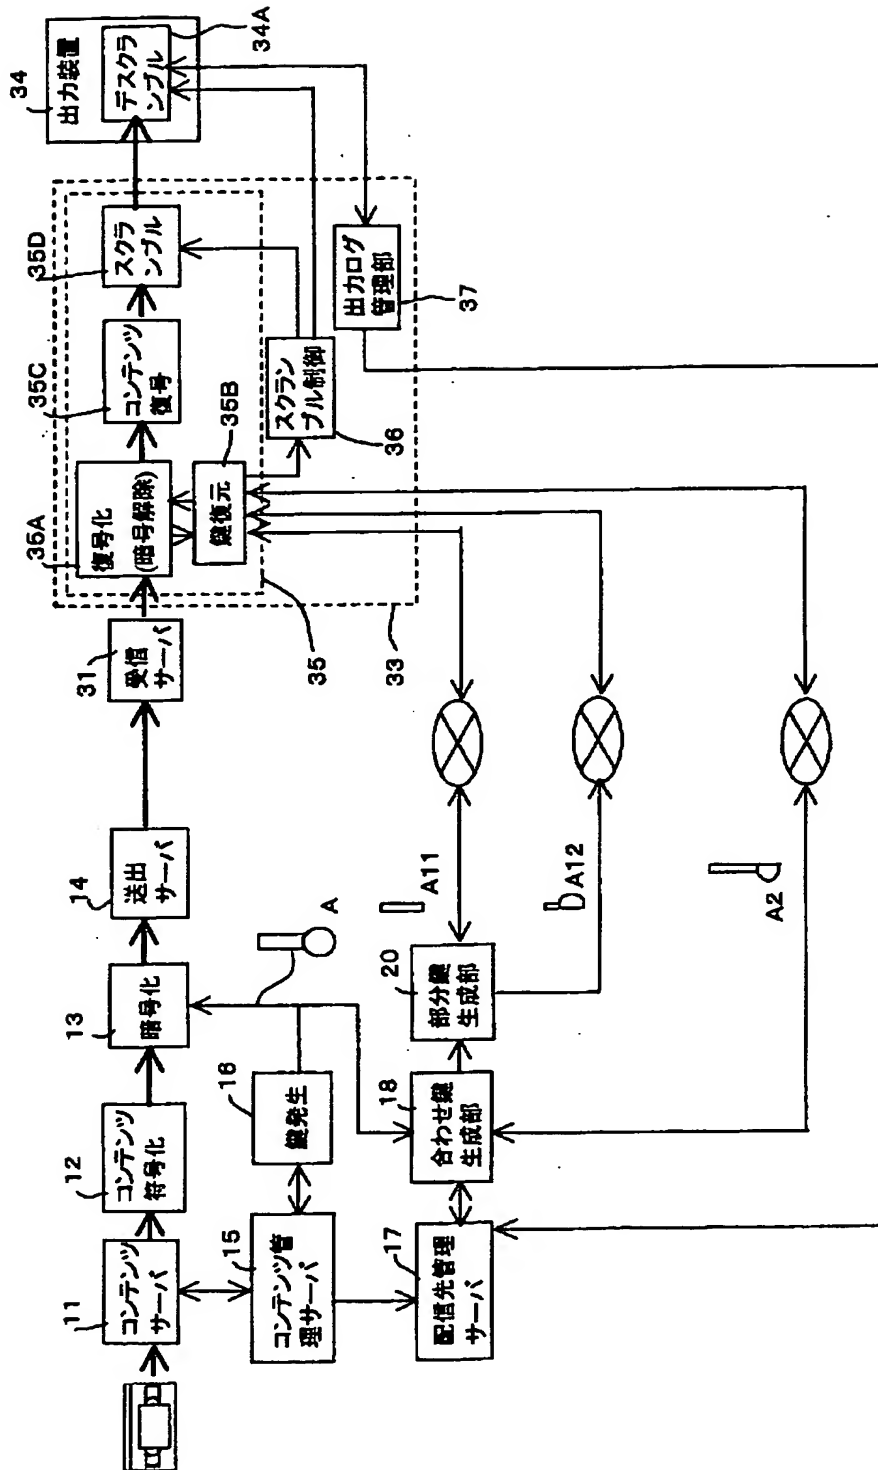 11
コンテンツ
サーバ
12
コンテンツ
符号化
13
暗号化
14
送出
サーバ
31
受信
サーバ
35A
復号化
(暗号解除)
35C
コンテンツ
復号
35D
スクラ
ンブル
34
出力装置
デスクラ
ンブル
34A
15
コンテンツ管
理サーバ
16
鍵発生
A
35B
鍵復元
スクラン
ブル制御
36
出力ログ
管理部
37
35
33
17
配信先管理
サーバ
18
合わせ鍵
生成部
20
部分鍵
生成部
A11
A12
A2